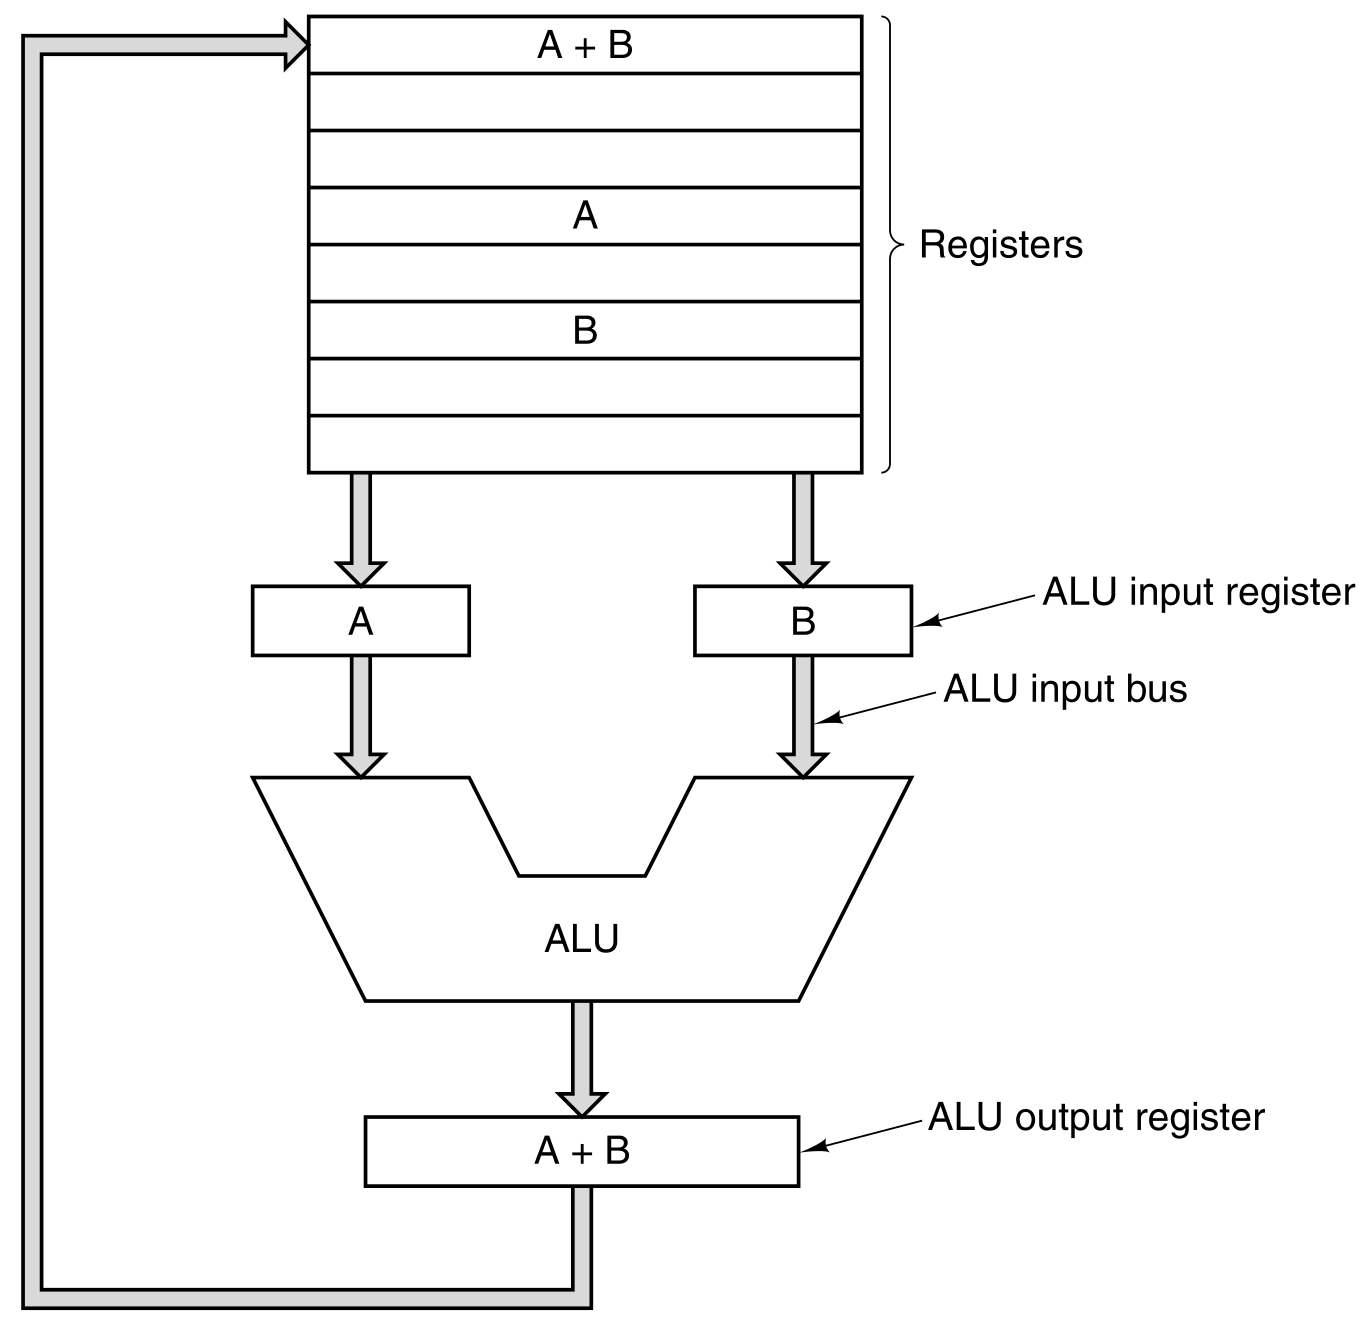 A + B
A
Registers
B
ALU input register
A
B
ALU input bus
ALU
ALU output register
A + B